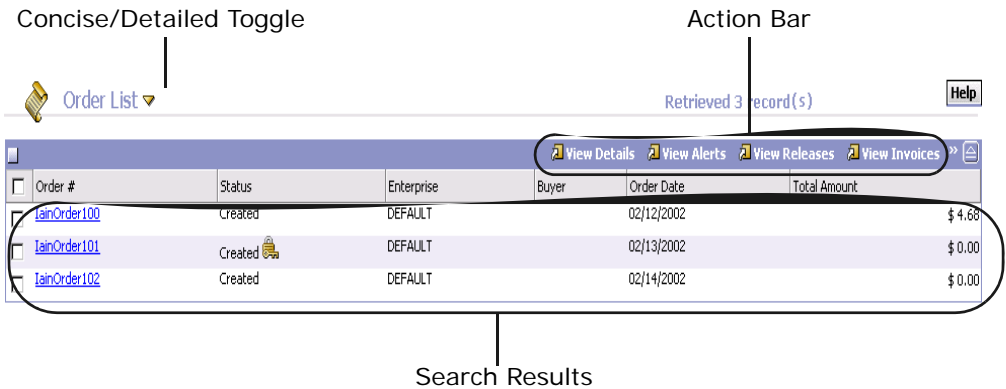 Concise/Detailed Toggle Action Bar
Order List Retrieved 3 record(s) Help
View Details View Alerts View Releases View Invoices »
Order # Status Enterprise Buyer Order Date Total Amount
IainOrder100 Created DEFAULT 02/12/2002 $ 4.68
IainOrder101 Created DEFAULT 02/13/2002 $ 0.00
IainOrder102 Created DEFAULT 02/14/2002 $ 0.00
Search Results